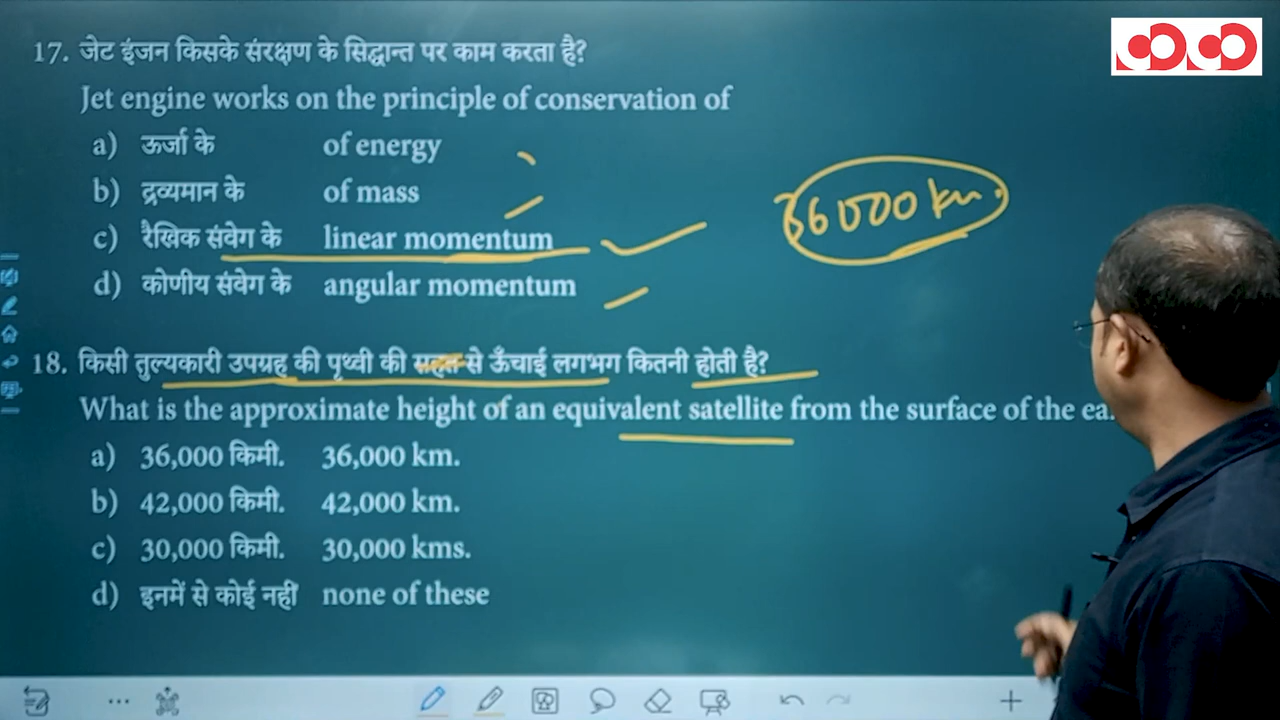 17. जेट इंजन किसके संरक्षण के सिद्धान्त पर काम करता है?
Jet engine works on the principle of conservation of
a) ऊर्जा के of energy
b) द्रव्यमान के of mass
c) रैखिक संवेग के linear momentum
d) कोणीय संवेग के angular momentum
36000 km.
18. किसी तुल्यकारी उपग्रह की पृथ्वी की सहत से ऊँचाई लगभग कितनी होती है?
What is the approximate height of an equivalent satellite from the surface of the ea
a) 36,000 किमी. 36,000 km.
b) 42,000 किमी. 42,000 km.
c) 30,000 किमी. 30,000 kms.
d) इनमें से कोई नहीं none of these